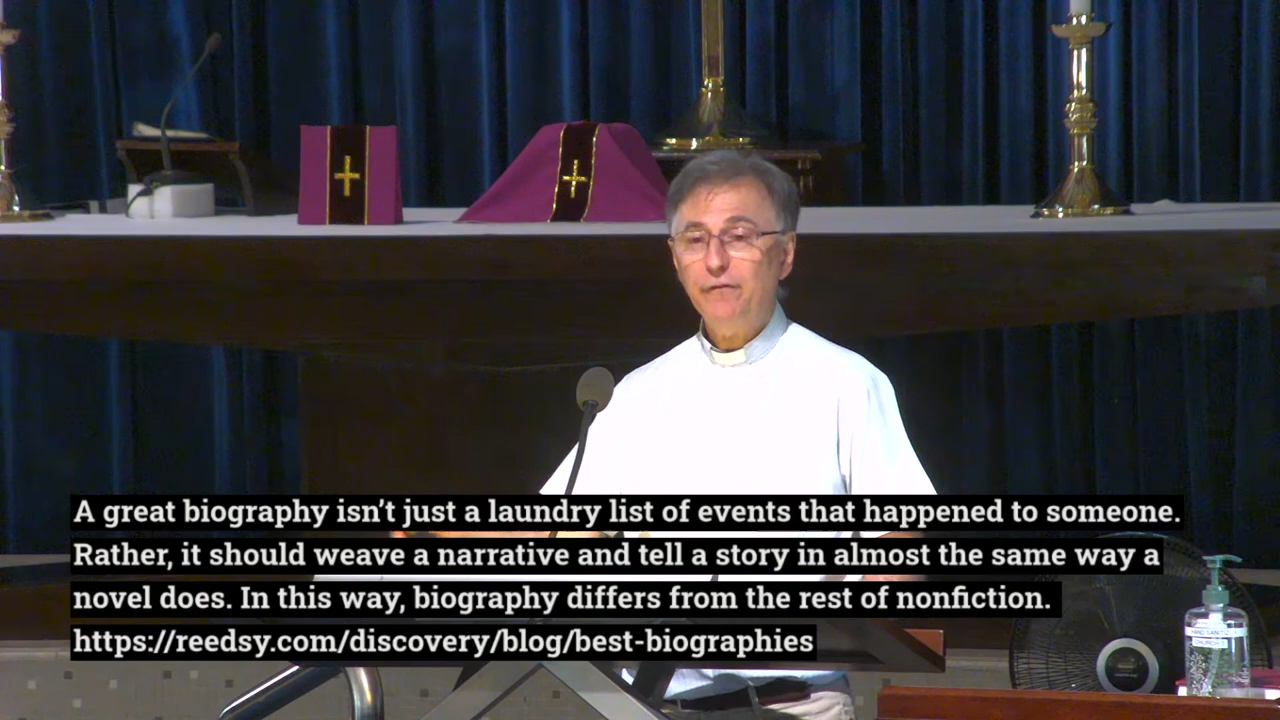 A great biography isn't just a laundry list of events that happened to someone.
Rather, it should weave a narrative and tell a story in almost the same way a
novel does. In this way, biography differs from the rest of nonfiction.
https://reedsy.com/discovery/blog/best-biographies
CHURCH